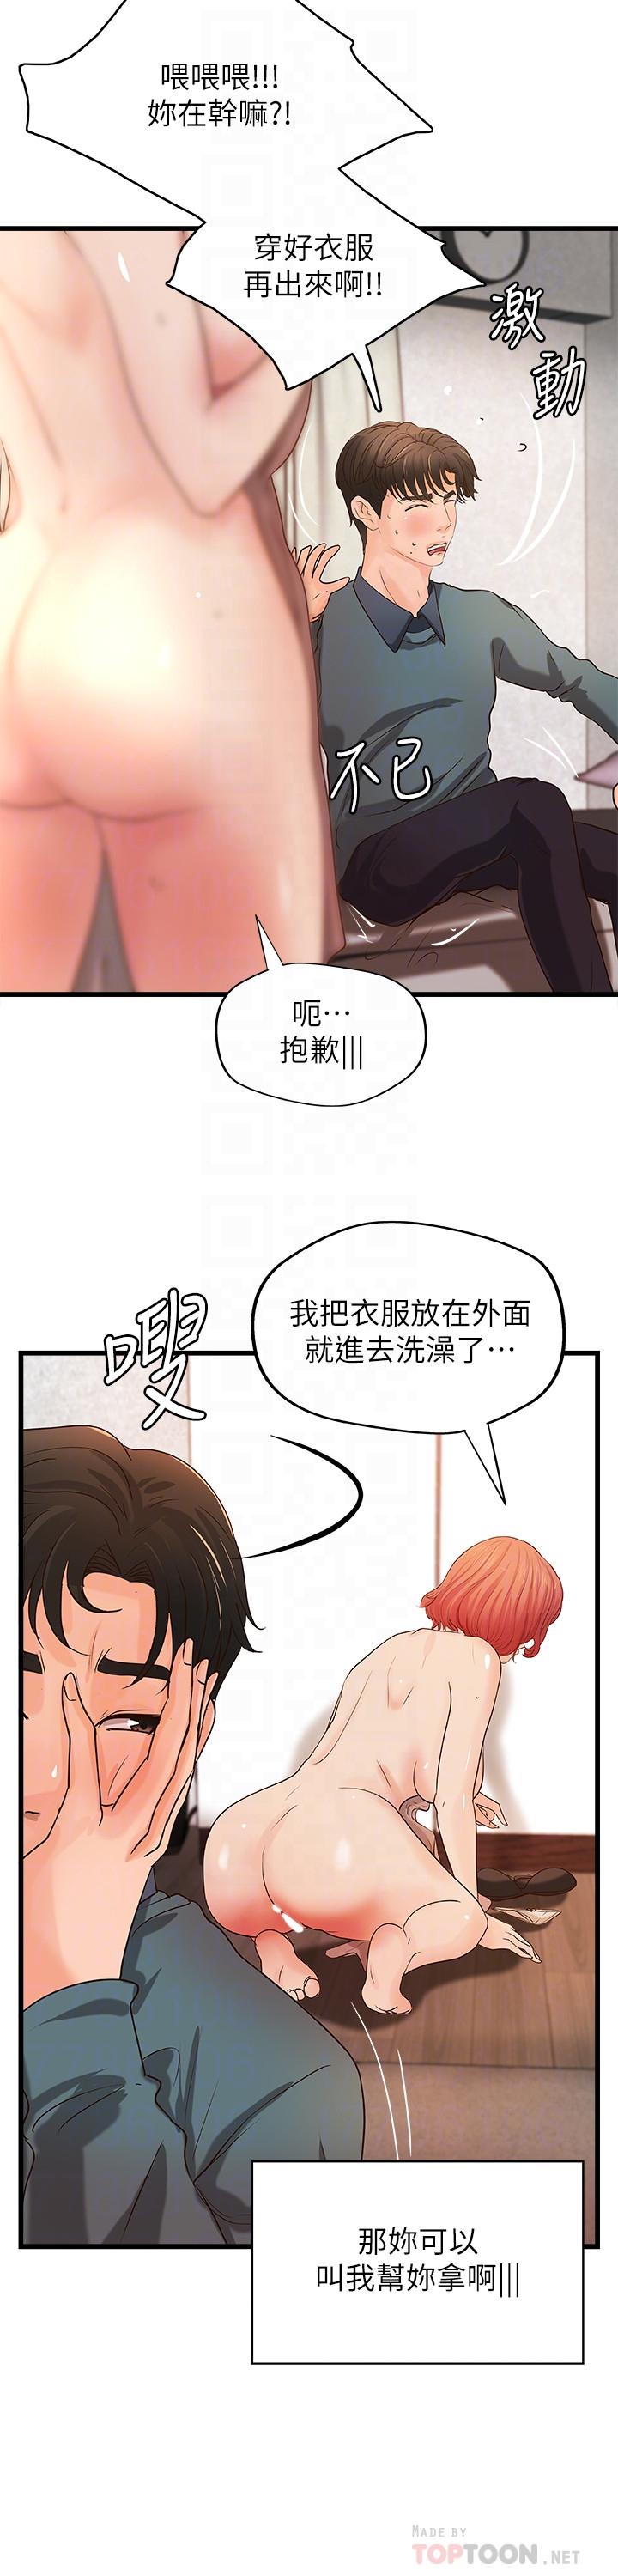 喂喂喂!!!
妳在幹嘛?!
穿好衣服
再出來啊!!
激
動
不已
呃…
抱歉|||
我把衣服放在外面
就進去洗澡了…
嗖
那妳可以
叫我幫妳拿啊|||
MADE BY
TOPTOON.NET